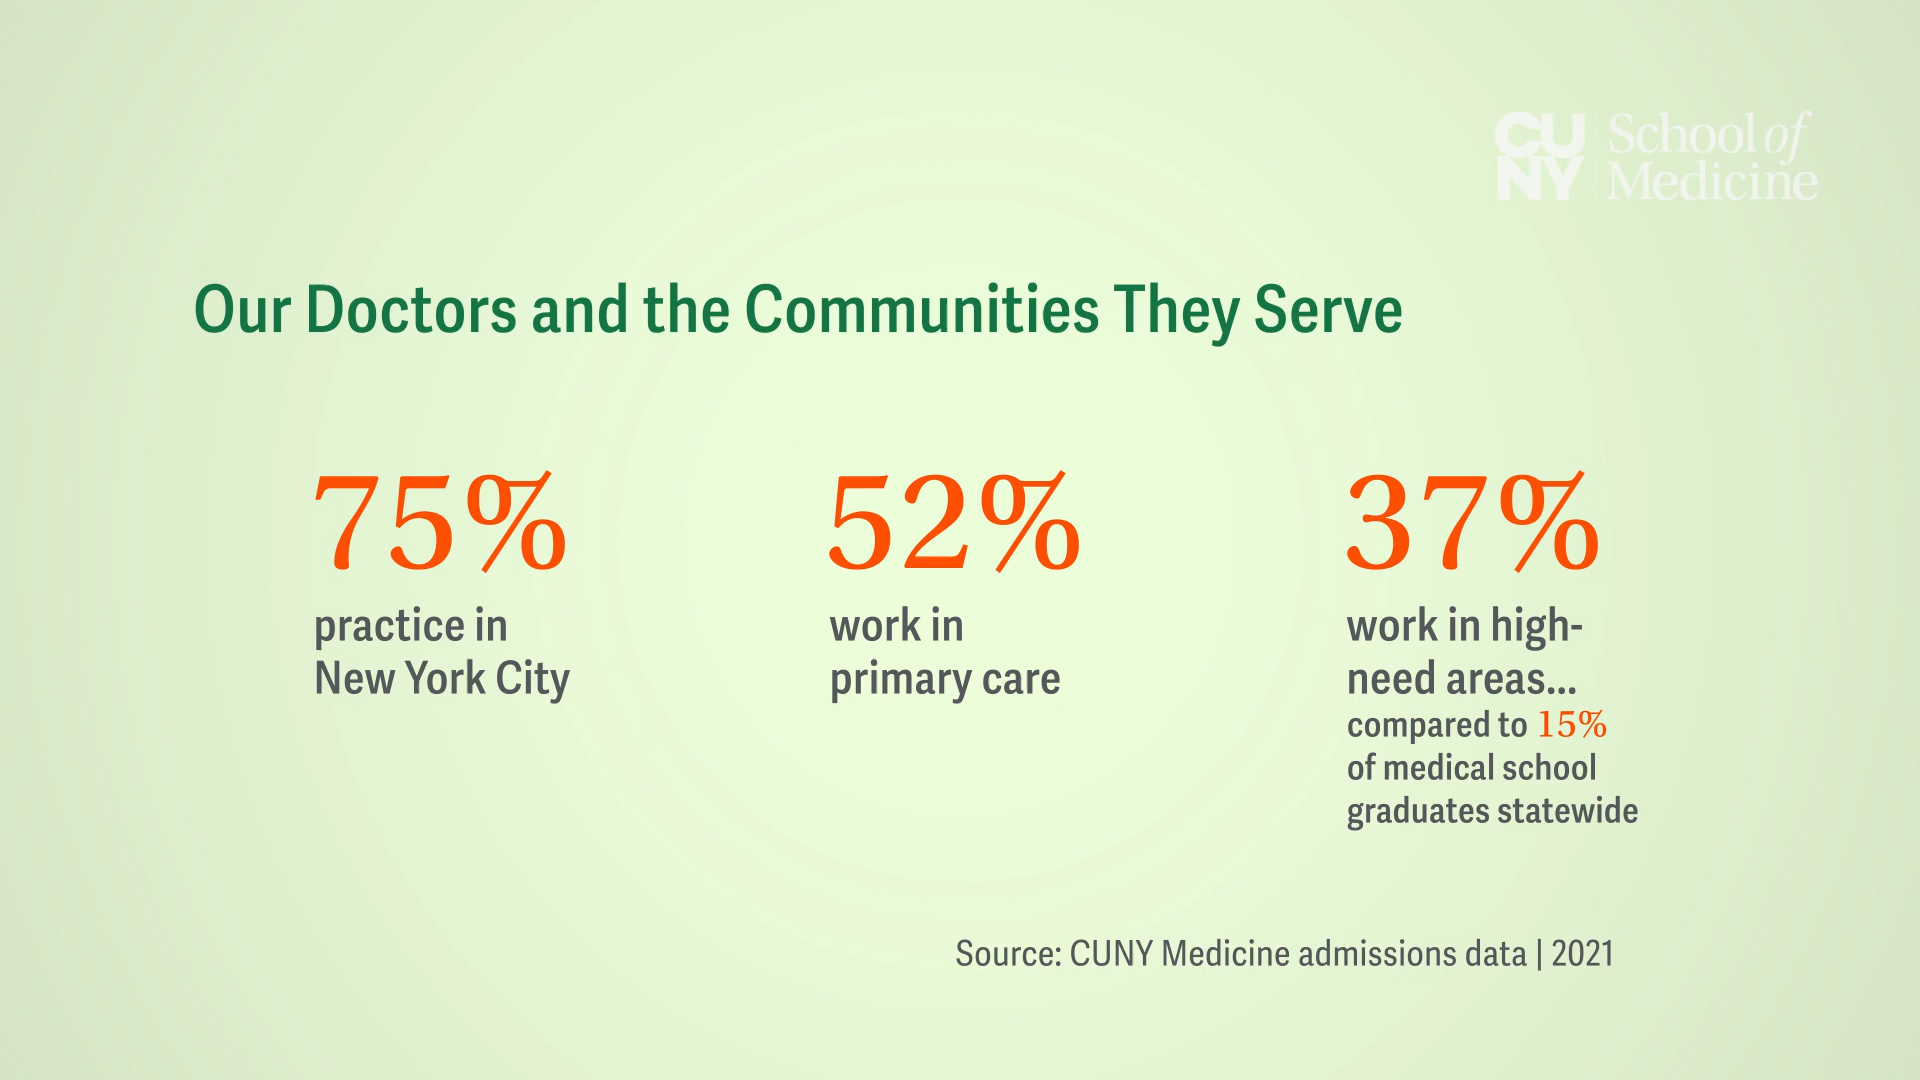 CU
NY
School of
Medicine
Our Doctors and the Communities They Serve
75%
practice in
New York City
52%
work in
primary care
37%
work in high-
need areas...
compared to 15%
of medical school
graduates statewide
Source: CUNY Medicine admissions data | 2021